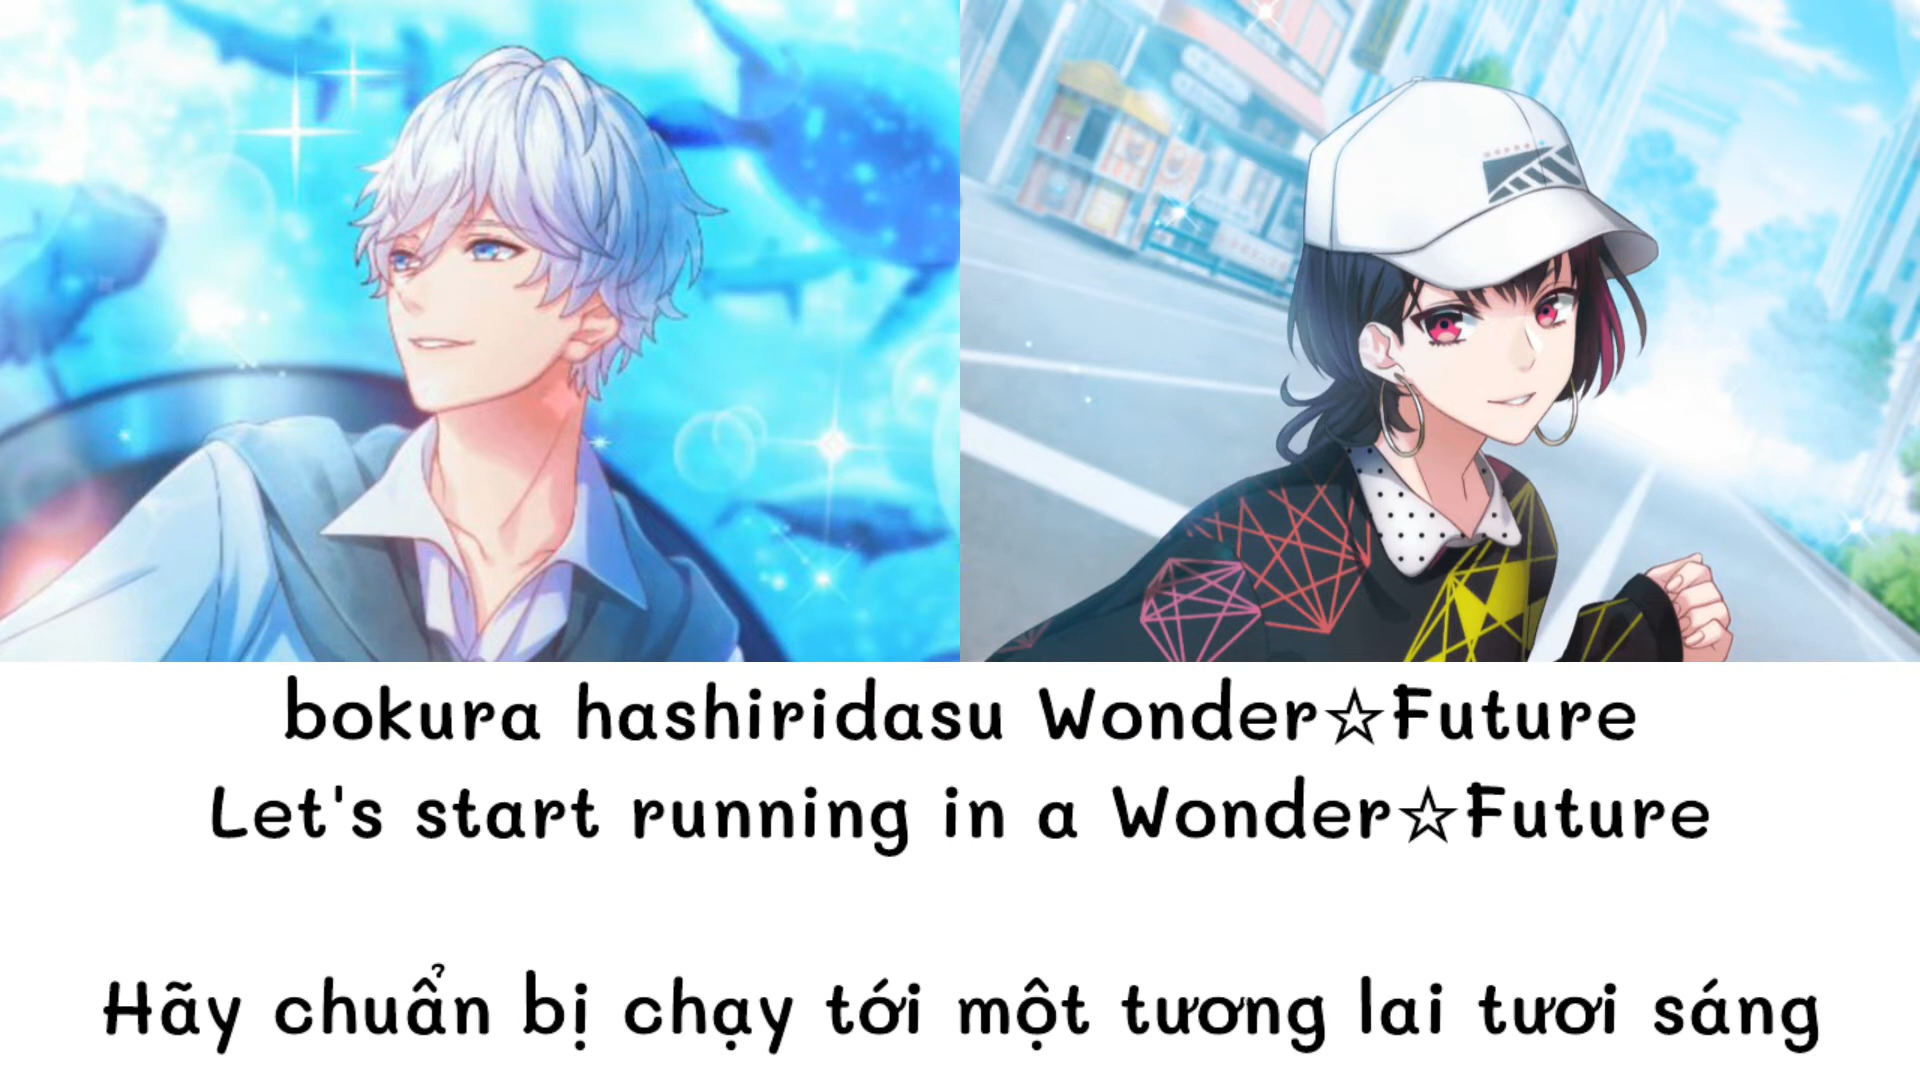 bokura hashiridasu Wonder☆Future
Let's start running in a Wonder☆Future
Hãy chuẩn bị chạy tới một tương lai tươi sáng